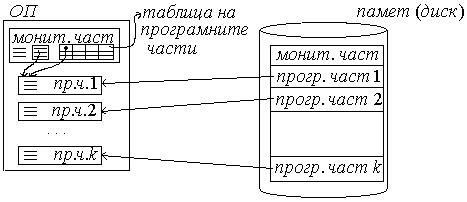 ОП
монит. част
пр.ч.1
пр.ч.2
...
пр.ч.k
таблица на
програмните
части
памет (диск)
монит. част
прогр. част 1
прогр. част 2
прогр. част k